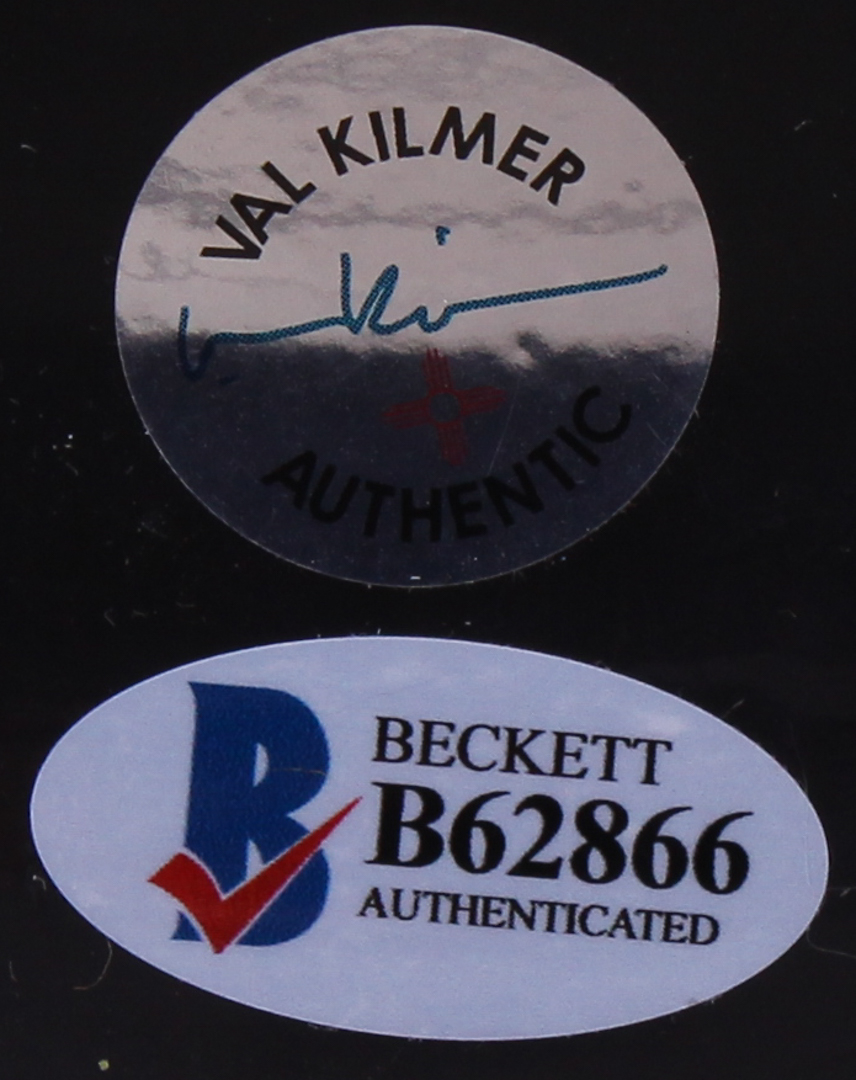 VAL KILMER
AUTHENTIC
BECKETT
B62866
AUTHENTICATED